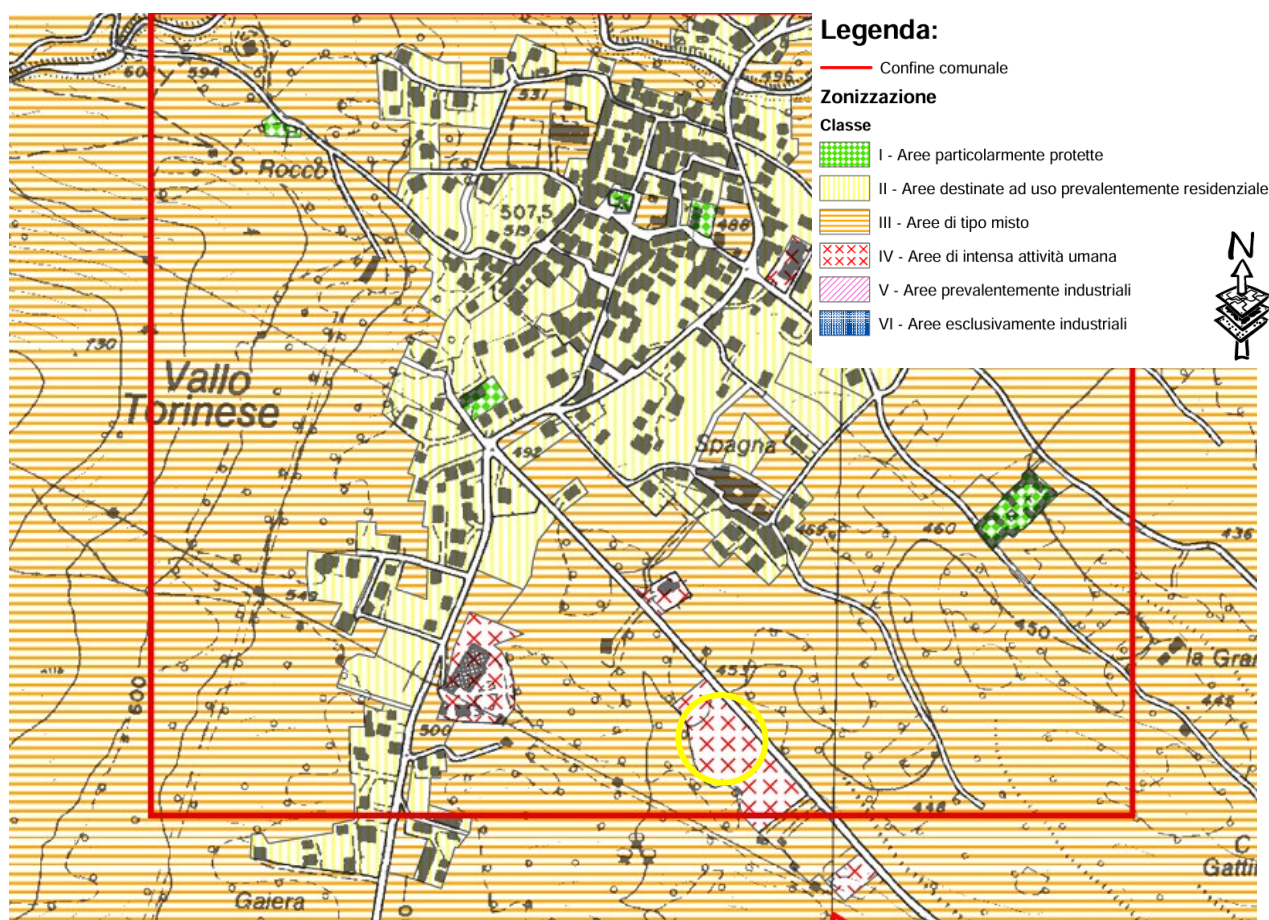 Legenda:
Confine comunale
Zonizzazione
Classe
I - Aree particolarmente protette
II - Aree destinate ad uso prevalentemente residenziale
III - Aree di tipo misto
IV - Aree di intensa attività umana
V - Aree prevalentemente industriali
VI - Aree esclusivamente industriali
N
594
496
531
S. Rocco
507,5
519
488
730
Vallo
Torinese
492
Spagna
469
460
436
549
450
453
la Gran
445
600
500
448
C
Gatti
Gaiera